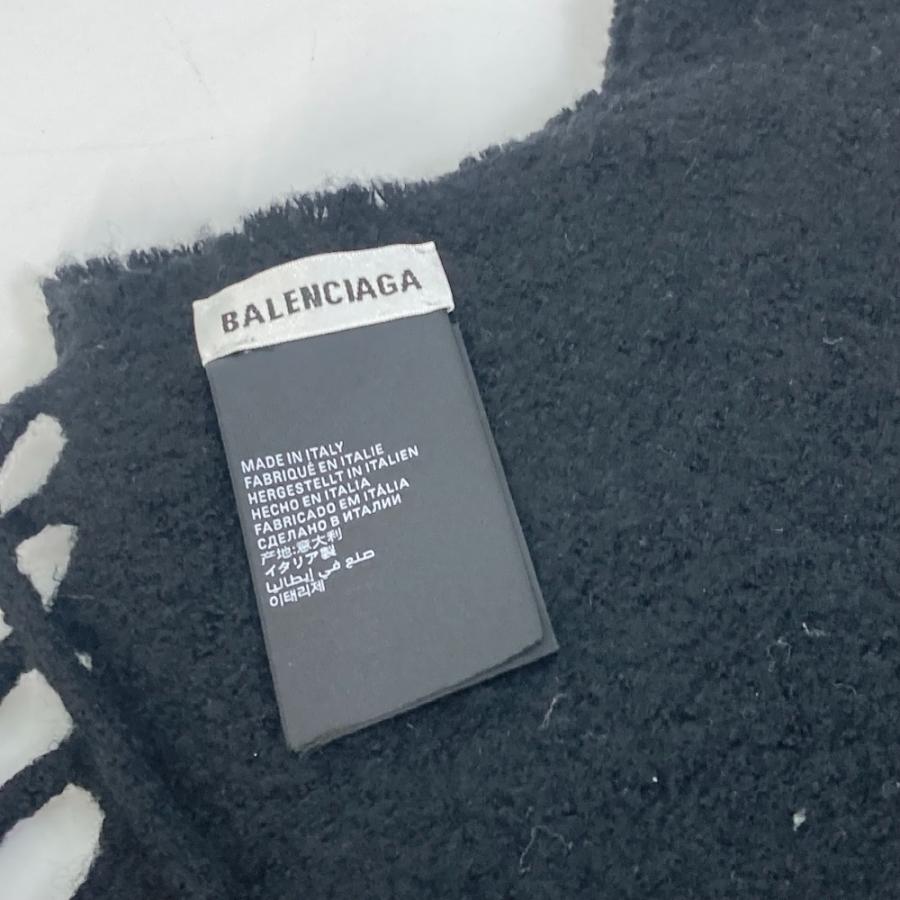 BALENCIAGA
MADE IN ITALY
FABRIQUÉ EN ITALIE
HERGESTELLT IN ITALIEN
HECHO EN ITALIA
FABRICADO EM ITÁLIA
СДЕЛАНО В ИТАЛИИ
产地:意大利
イタリア製
صنع في إيطاليا
이태리제